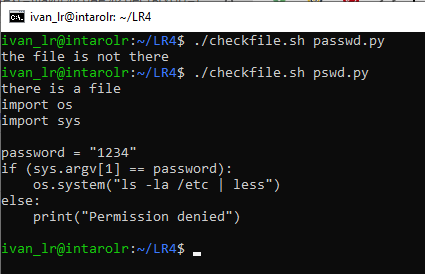 ivan_lr@intarolr: ~/LR4
ivan_lr@intarolr:~/LR4$ ./checkfile.sh passwd.py
the file is not there
ivan_lr@intarolr:~/LR4$ ./checkfile.sh pswd.py
there is a file
import os
import sys
password = "1234"
if (sys.argv[1] == password):
    os.system("ls -la /etc | less")
else:
    print("Permission denied")
ivan_lr@intarolr:~/LR4$